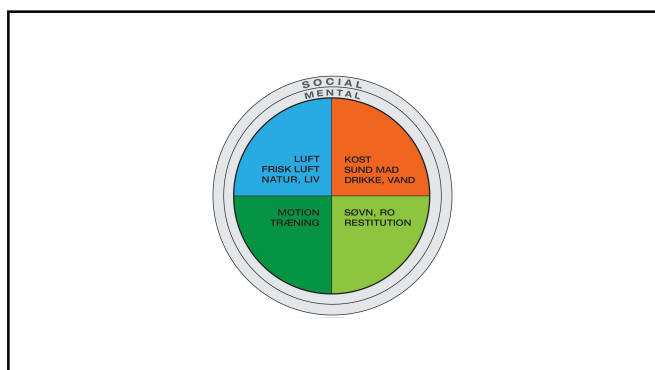 SOCIAL
MENTAL
LUFT
FRISK LUFT
NATUR, LIV
KOST
SUND MAD
DRIKKE, VAND
MOTION
TRÆNING
SØVN, RO
RESTITUTION